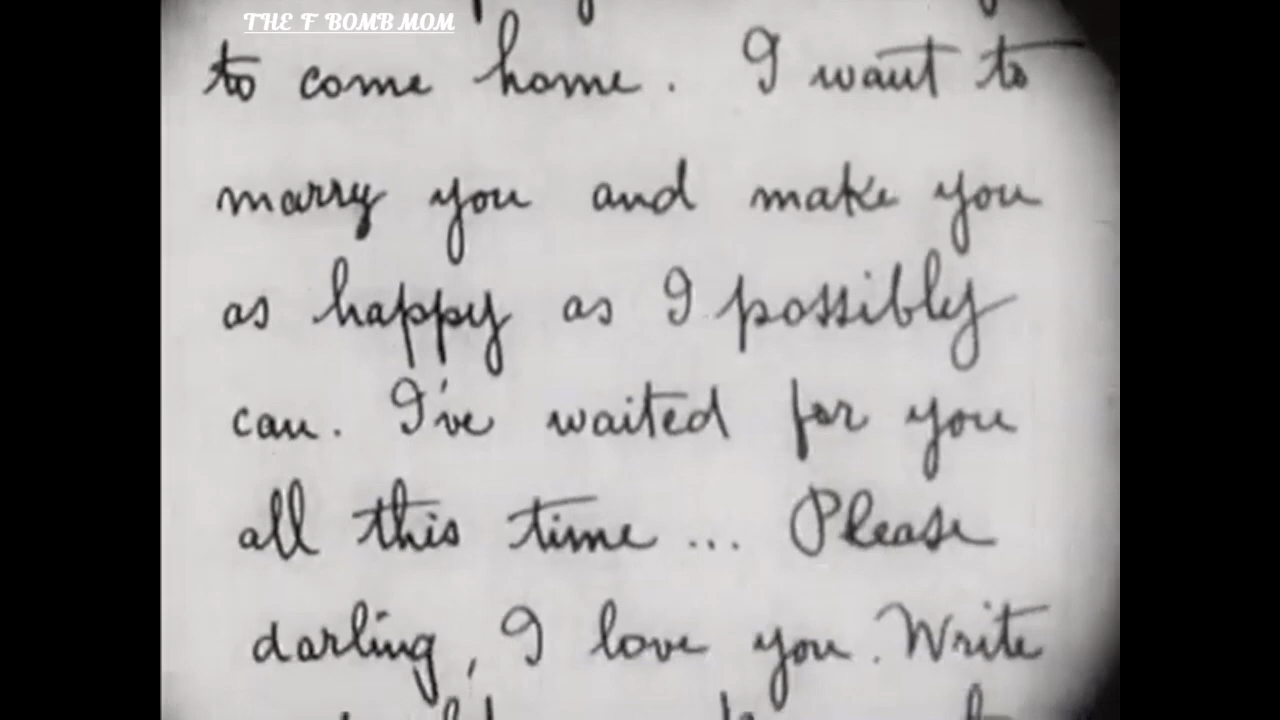 THE F BOMB MOM
to come home. I want to
marry you and make you
as happy as I possibly
can. I've waited for you
all this time... Please
darling, I love you. Write